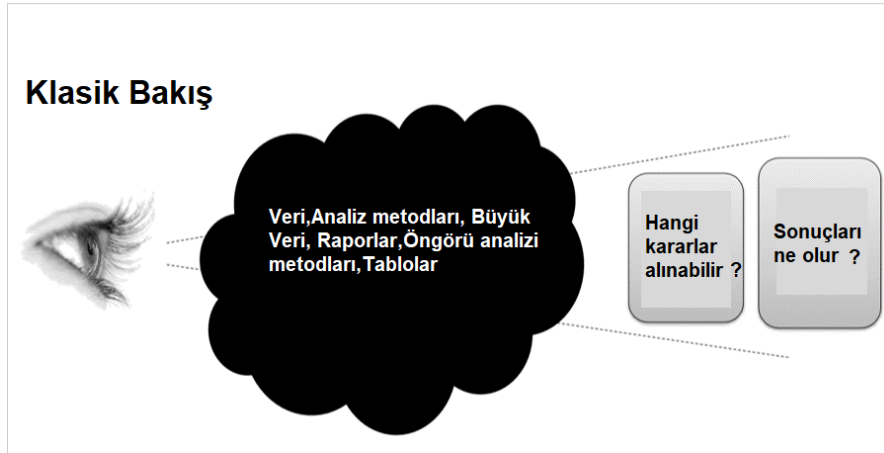 Klasik Bakış
Veri,Analiz metodları, Büyük
Veri, Raporlar,Öngörü analizi
metodları,Tablolar
Hangi
kararlar
alınabilir ?
Sonuçları
ne olur ?